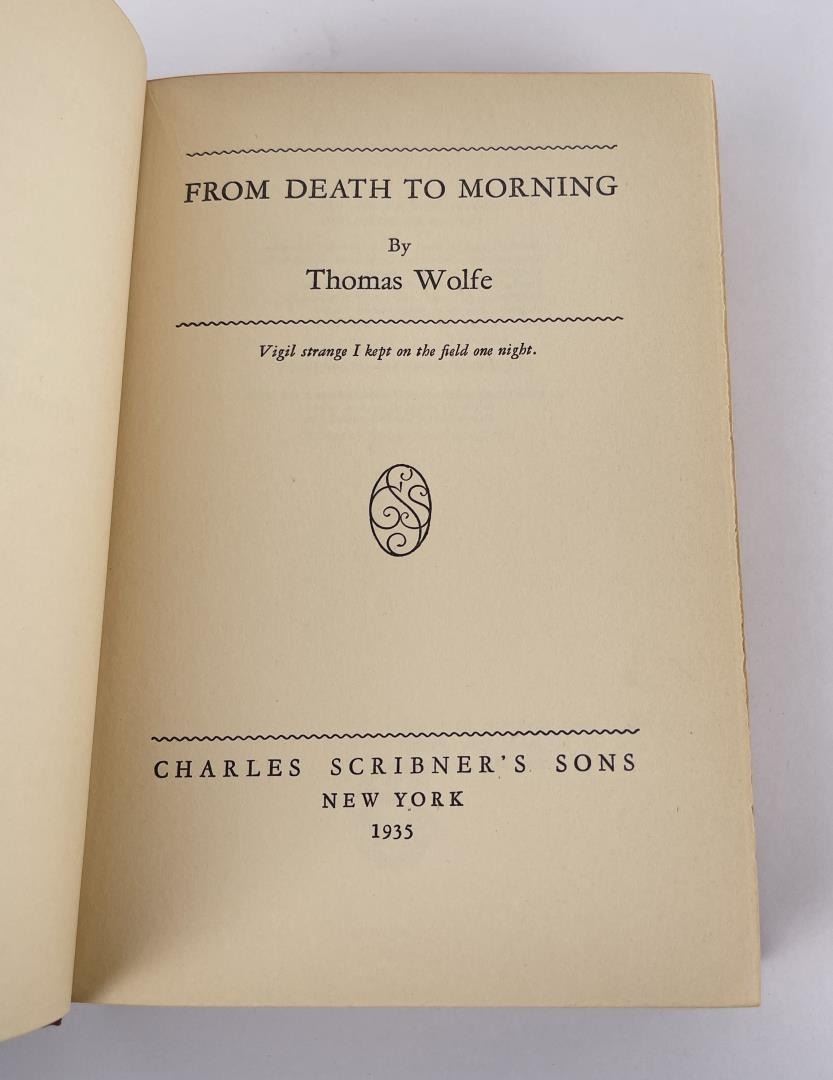 FROM DEATH TO MORNING
By
Thomas Wolfe
Vigil strange I kept on the field one night.
CHARLES SCRIBNER'S SONS
NEW YORK
1935